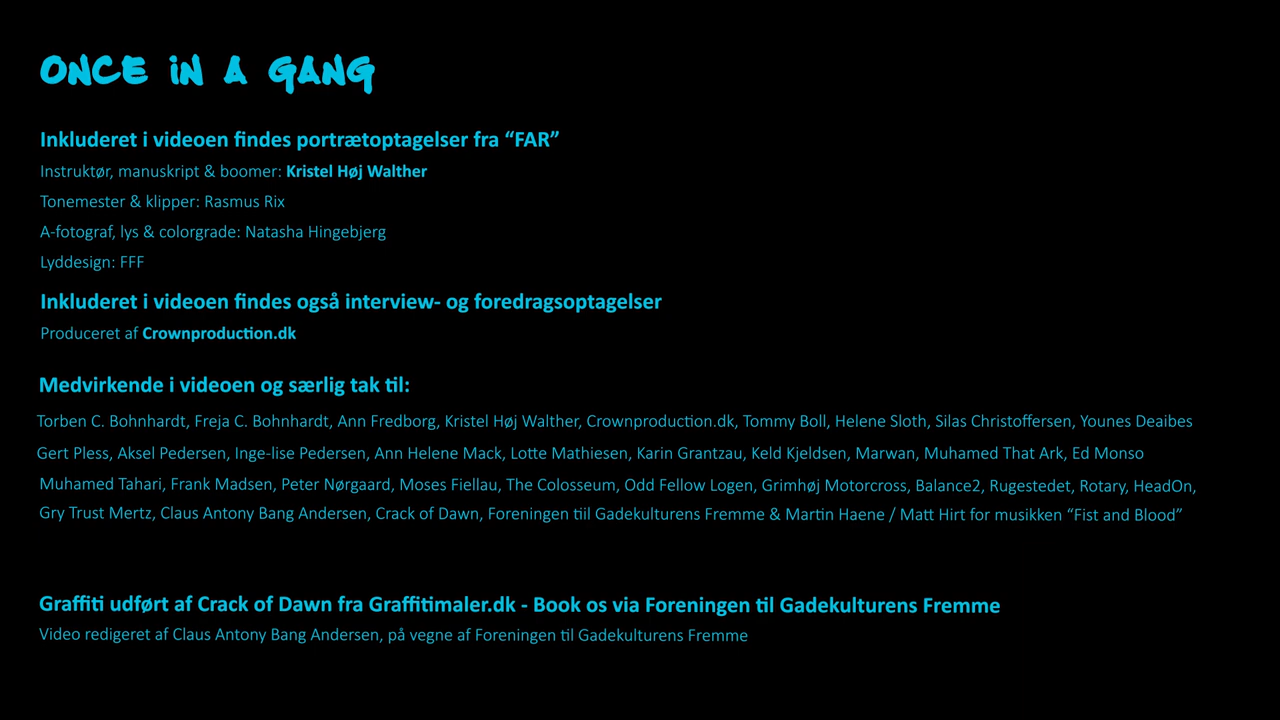 ONCE iN A GANG
Inkluderet i videoen findes portrætoptagelser fra “FAR”
Instruktør, manuskript & boomer: Kristel Høj Walther
Tonemester & klipper: Rasmus Rix
A-fotograf, lys & colorgrade: Natasha Hingebjerg
Lyddesign: FFF
Inkluderet i videoen findes også interview- og foredragsoptagelser
Produceret af Crownproduction.dk
Medvirkende i videoen og særlig tak til:
Torben C. Bohnhardt, Freja C. Bohnhardt, Ann Fredborg, Kristel Høj Walther, Crownproduction.dk, Tommy Boll, Helene Sloth, Silas Christoffersen, Younes Deaibes
Gert Pless, Aksel Pedersen, Inge-lise Pedersen, Ann Helene Mack, Lotte Mathiesen, Karin Grantzau, Keld Kjeldsen, Marwan, Muhamed That Ark, Ed Monso
Muhamed Tahari, Frank Madsen, Peter Nørgaard, Moses Fiellau, The Colosseum, Odd Fellow Logen, Grimhøj Motorcross, Balance2, Rugestedet, Rotary, HeadOn,
Gry Trust Mertz, Claus Antony Bang Andersen, Crack of Dawn, Foreningen tiil Gadekulturens Fremme & Martin Haene / Matt Hirt for musikken “Fist and Blood”
Graffiti udført af Crack of Dawn fra Graffitimaler.dk - Book os via Foreningen til Gadekulturens Fremme
Video redigeret af Claus Antony Bang Andersen, på vegne af Foreningen til Gadekulturens Fremme